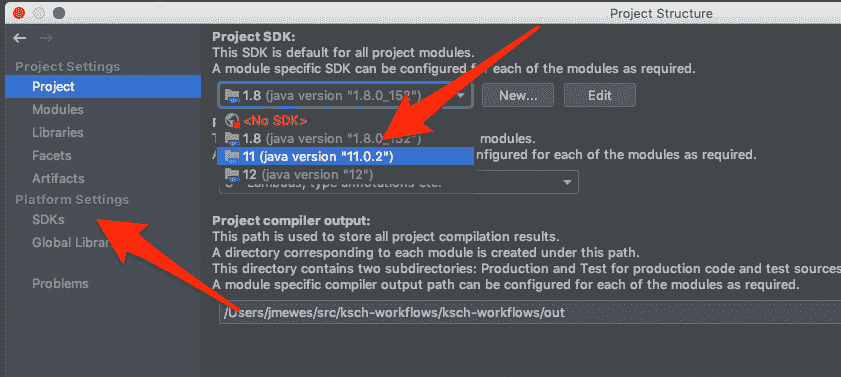 Project Structure
Project Settings
Project
Modules
Libraries
Facets
Artifacts
Platform Settings
SDKs
Global Librar
Problems
Project SDK:
This SDK is default for all project modules.
A module specific SDK can be configured for each of the modules as required.
1.8 (java version "1.8.0_152")
New...
Edit
<No SDK>
1.8 (java version "1.8.0_152")
modules.
11 (java version "11.0.2")
nfigured for each of the modules as required.
12 (java version "12")
8 - Lambdas, type annotations etc.
Project compiler output:
This path is used to store all project compilation results.
A directory corresponding to each module is created under this path.
This directory contains two subdirectories: Production and Test for production code and test sources
A module specific compiler output path can be configured for each of the modules as required.
/Users/jmewes/src/ksch-workflows/ksch-workflows/out